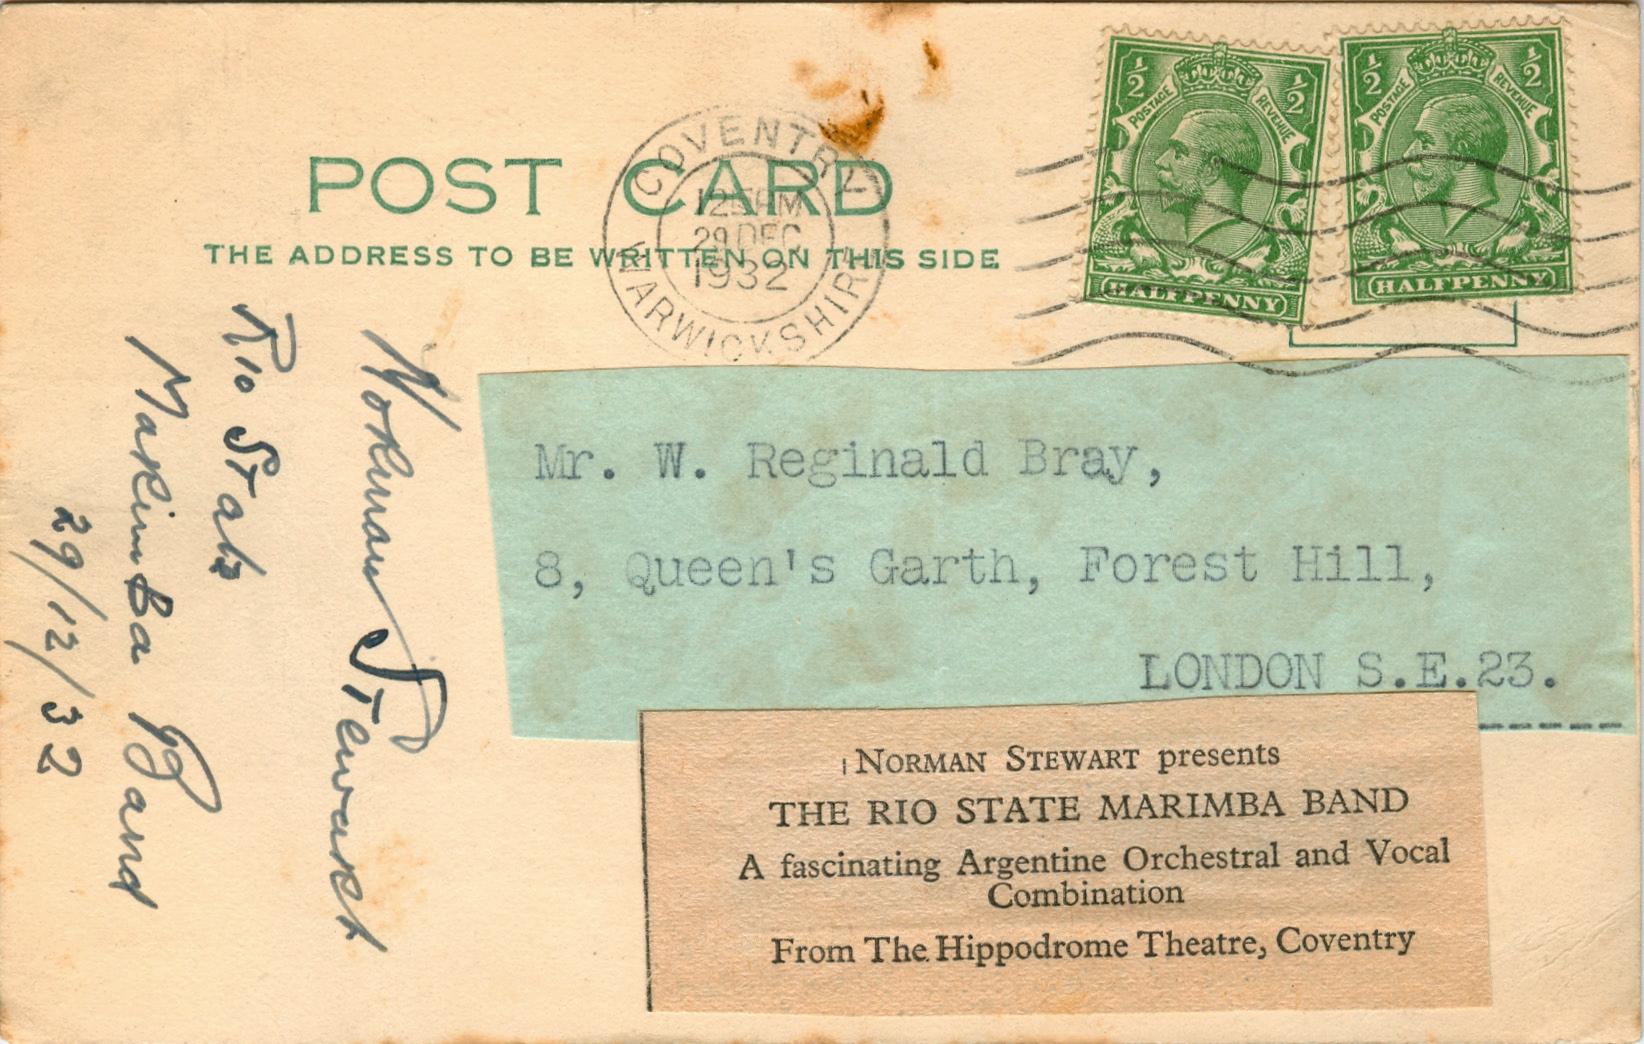 POST CARD
THE ADDRESS TO BE WRITTEN ON THIS SIDE
COVENTRY
WARWICKSHIRE
12 15 PM
29 DEC
1932
1/2 1/2
POSTAGE REVENUE
HALFPENNY
1/2 1/2
POSTAGE REVENUE
HALFPENNY
Norman Stewart
Rio State
Marimba Band
29/12/32
Mr. W. Reginald Bray,
8, Queen's Garth, Forest Hill,
LONDON S.E.23.
NORMAN STEWART presents
THE RIO STATE MARIMBA BAND
A fascinating Argentine Orchestral and Vocal
Combination
From The Hippodrome Theatre, Coventry